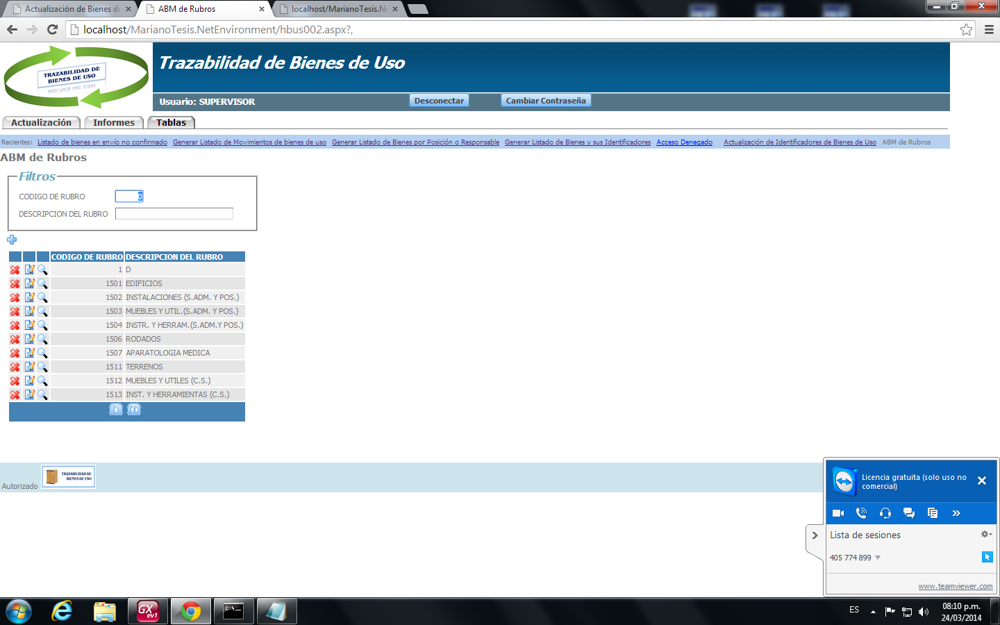 Actualización de Bienes de
ABM de Rubros
localhost/MarianoTesis.N
localhost/MarianoTesis.NetEnvironment/hbus002.aspx?,
TRAZABILIDAD DE
BIENES DE USO
Trazabilidad de Bienes de Uso
Usuario: SUPERVISOR
Desconectar
Cambiar Contraseña
Actualización
Informes
Tablas
Recientes: Listado de bienes en envío no confirmado Generar Listado de Movimientos de bienes de uso Generar Listado de Bienes por Posición o Responsable Generar Listado de Bienes y sus Identificadores Acceso Denegado Actualización de Identificadores de Bienes de Uso ABM de Rubros
ABM de Rubros
Filtros
CODIGO DE RUBRO 0
DESCRIPCION DEL RUBRO
CODIGO DE RUBRO DESCRIPCION DEL RUBRO
1 D
1501 EDIFICIOS
1502 INSTALACIONES (S.ADM. Y POS.)
1503 MUEBLES Y UTIL.(S.ADM. Y POS.)
1504 INSTR. Y HERRAM.(S.ADM.Y POS.)
1506 RODADOS
1507 APARATOLOGIA MEDICA
1511 TERRENOS
1512 MUEBLES Y UTILES (C.S.)
1513 INST. Y HERRAMIENTAS (C.S.)
Autorizado
TRAZABILIDAD DE
BIENES DE USO
Licencia gratuita (solo uso no
comercial)
Lista de sesiones
405 774 899
www.teamviewer.com
GX
ev1
C:\-
ES
08:10 p.m.
24/03/2014